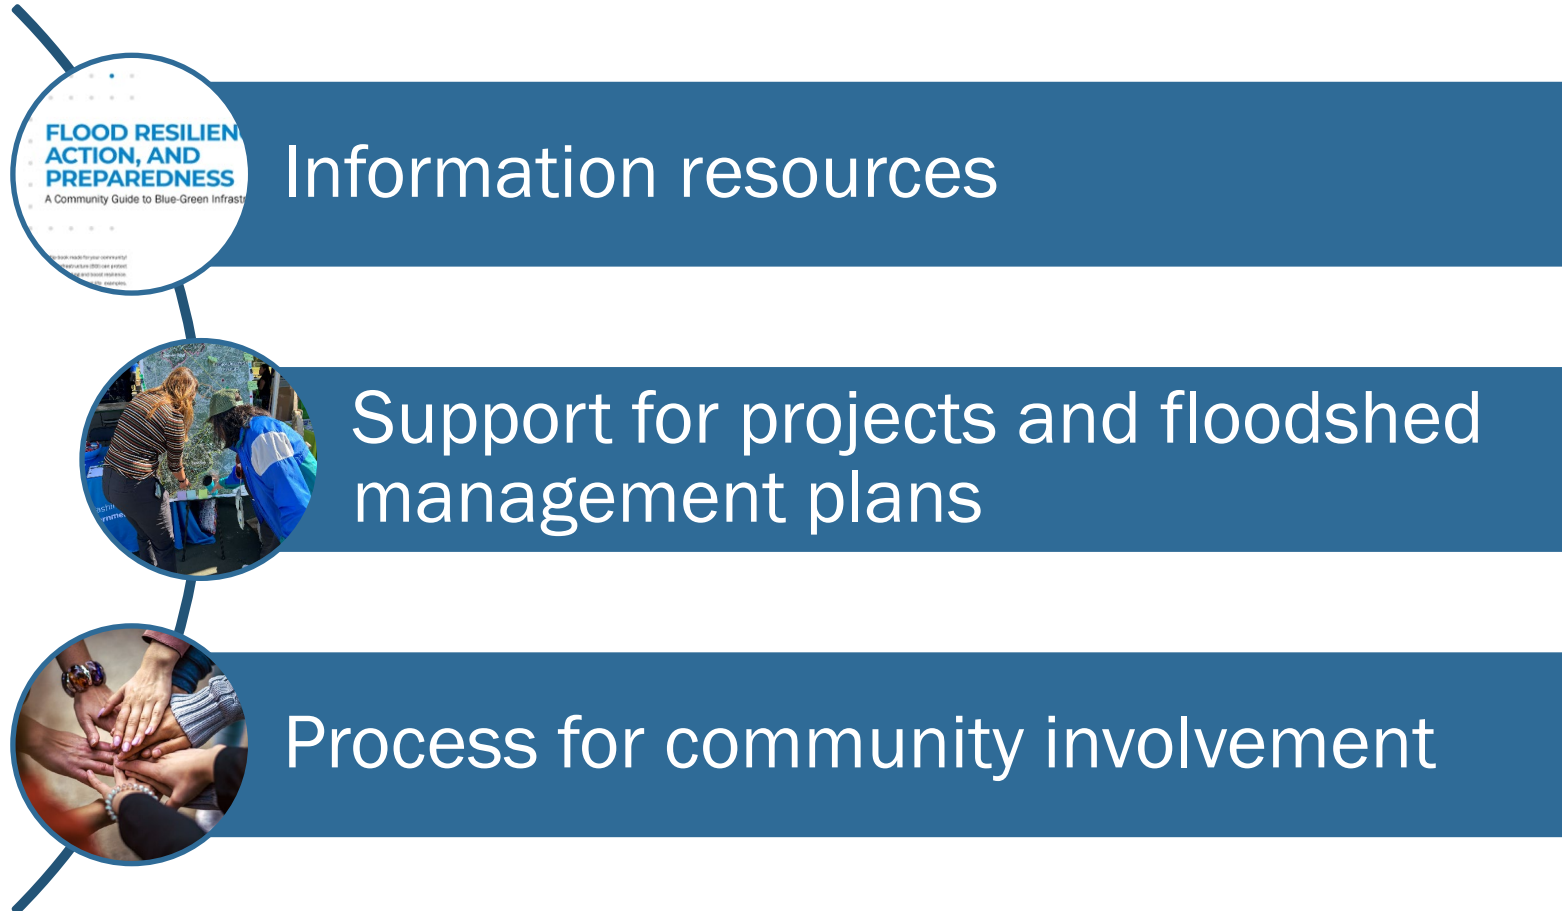 FLOOD RESILIEN
ACTION, AND
PREPAREDNESS
A Community Guide to Blue-Green Infrast
Information resources
Support for projects and floodshed
management plans
Process for community involvement